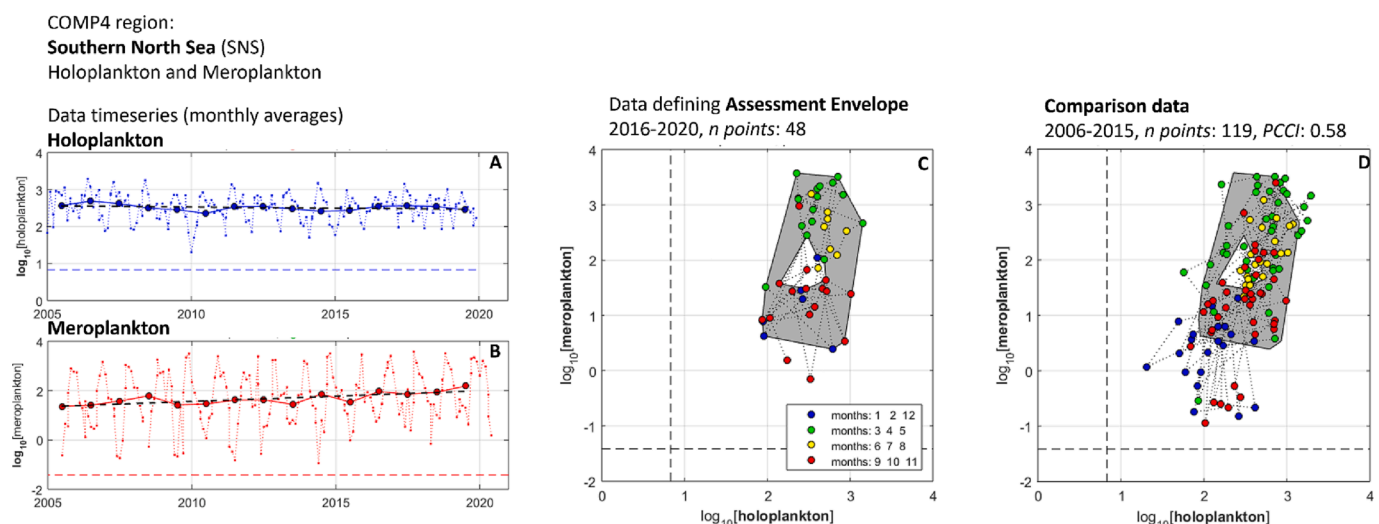 COMP4 region:
Southern North Sea (SNS)
Holoplankton and Meroplankton
Data timeseries (monthly averages)
Holoplankton
A
4
3
2
1
0
log10[holoplankton]
2005
2010
2015
2020
Meroplankton
B
4
2
0
-2
log10[meroplankton]
2005
2010
2015
2020
Data defining Assessment Envelope
2016-2020, n points: 48
C
4
3
2
1
0
-1
-2
log10[meroplankton]
months: 1 2 12
months: 3 4 5
months: 6 7 8
months: 9 10 11
0
1
2
3
4
log10[holoplankton]
Comparison data
2006-2015, n points: 119, PCCI: 0.58
D
4
3
2
1
0
-1
-2
log10[meroplankton]
0
1
2
3
4
log10[holoplankton]